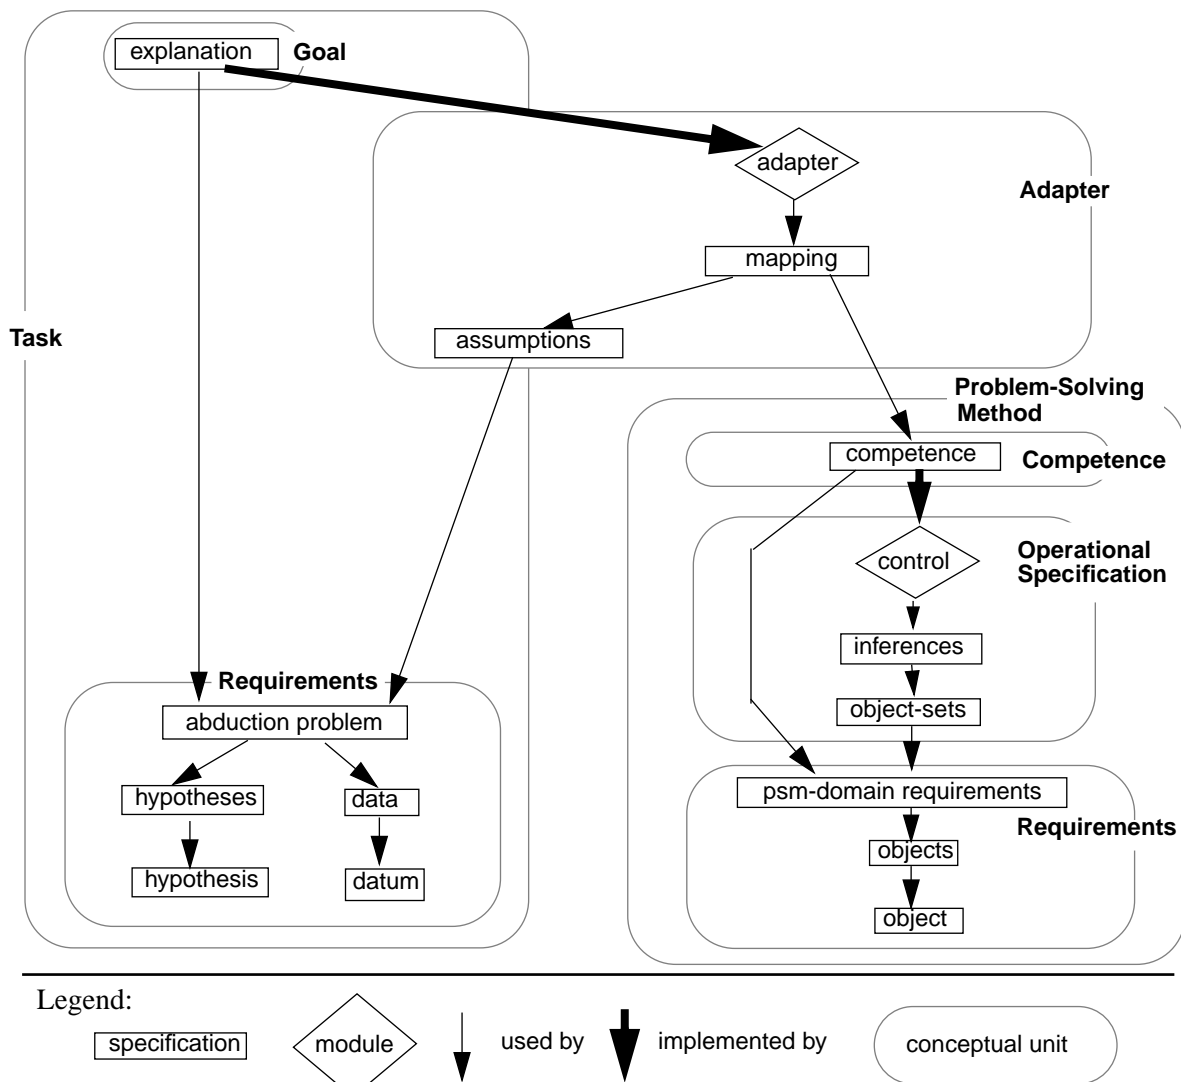 explanation
Goal
adapter
Adapter
mapping
Task
assumptions
Problem-Solving
Method
competence
Competence
control
Operational
Specification
inferences
Requirements
object-sets
abduction problem
hypotheses
data
psm-domain requirements
Requirements
objects
hypothesis
datum
object
Legend:
specification
module
used by
implemented by
conceptual unit